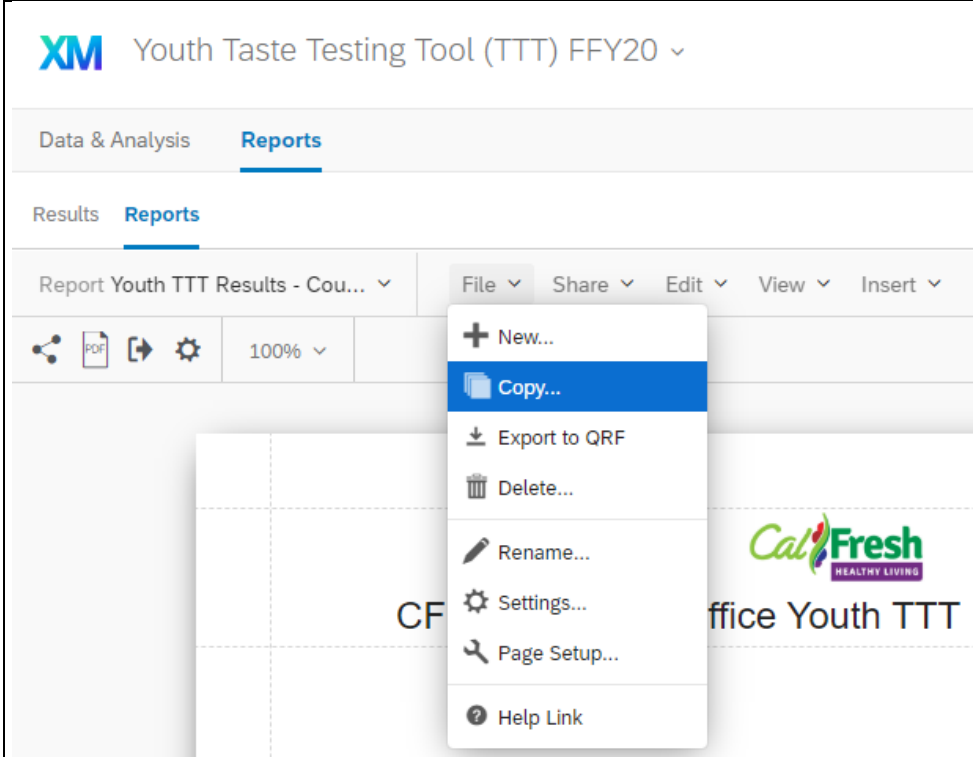 XM Youth Taste Testing Tool (TTT) FFY20
Data & Analysis Reports
Results Reports
Report Youth TTT Results - Cou... File Share Edit View Insert
PDF 100%
New...
Copy...
Export to QRF
Delete...
Rename...
Settings...
Page Setup...
Help Link
CalFresh
HEALTHY LIVING
CF ffice Youth TTT